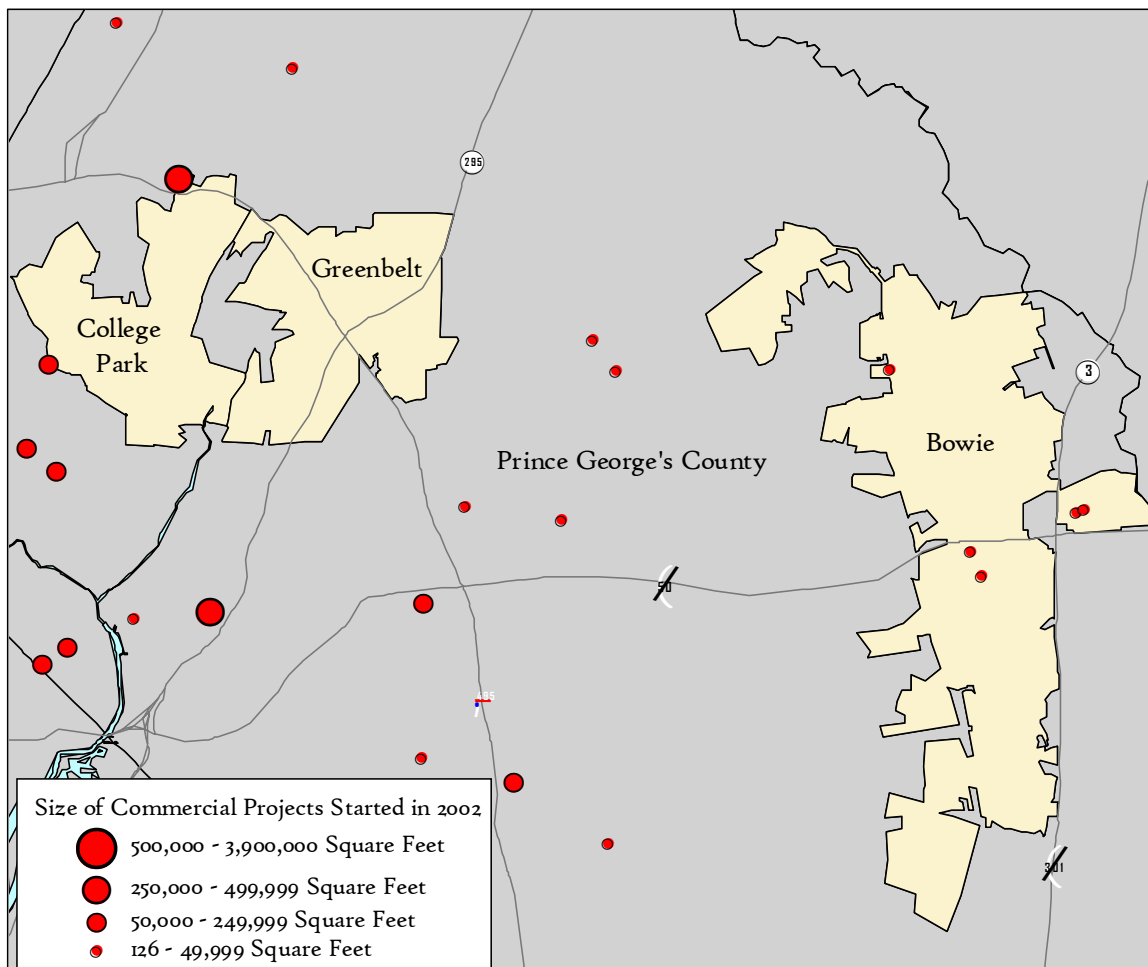 295
Greenbelt
College
Park
3
Bowie
Prince George's County
50
495
301
Size of Commercial Projects Started in 2002
500,000 - 3,900,000 Square Feet
250,000 - 499,999 Square Feet
50,000 - 249,999 Square Feet
126 - 49,999 Square Feet